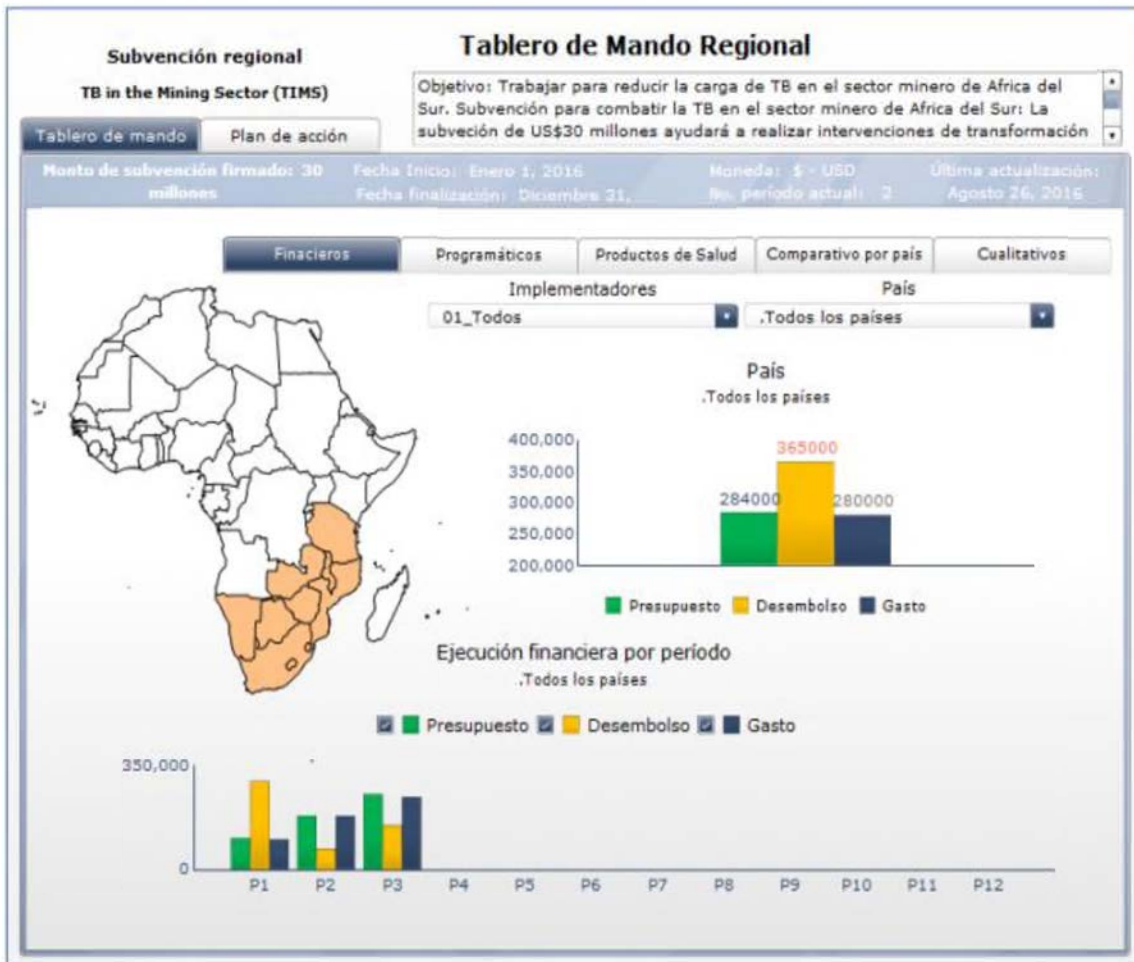 Subvención regional
TB in the Mining Sector (TIMS)
Tablero de Mando Regional
Objetivo: Trabajar para reducir la carga de TB en el sector minero de Africa del
Sur. Subvención para combatir la TB en el sector minero de Africa del Sur: La
subveción de US$30 millones ayudará a realizar intervenciones de transformación
Tablero de mando
Plan de acción
Monto de subvención firmado: 30
millones
Fecha Inicio: Enero 1, 2016
Fecha finalización: Diciembre 31,
Moneda: $ - USD
No. período actual: 2
Última actualización:
Agosto 26, 2016
Finacieros
Programáticos
Productos de Salud
Comparativo por país
Cualitativos
Implementadores
01_Todos
País
.Todos los países
País
.Todos los países
400,000
350,000
300,000
250,000
200,000
284000
365000
280000
Presupuesto
Desembolso
Gasto
Ejecución financiera por período
.Todos los países
Presupuesto
Desembolso
Gasto
350,000
0
P1 P2 P3 P4 P5 P6 P7 P8 P9 P10 P11 P12